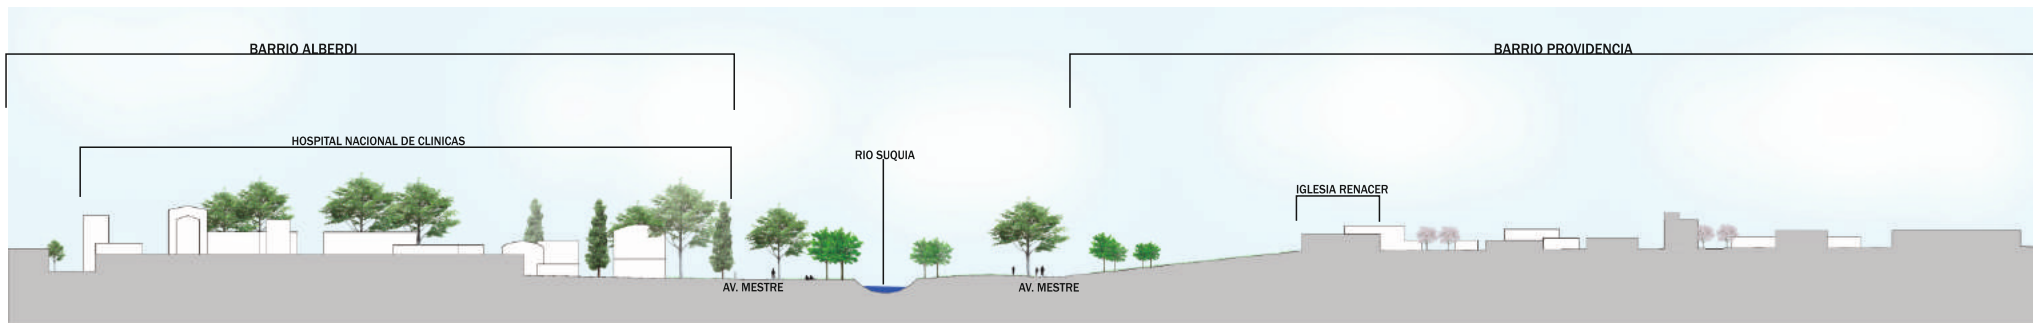 BARRIO ALBERDI
BARRIO PROVIDENCIA
HOSPITAL NACIONAL DE CLINICAS
RIO SUQUIA
IGLESIA RENACER
AV. MESTRE
AV. MESTRE